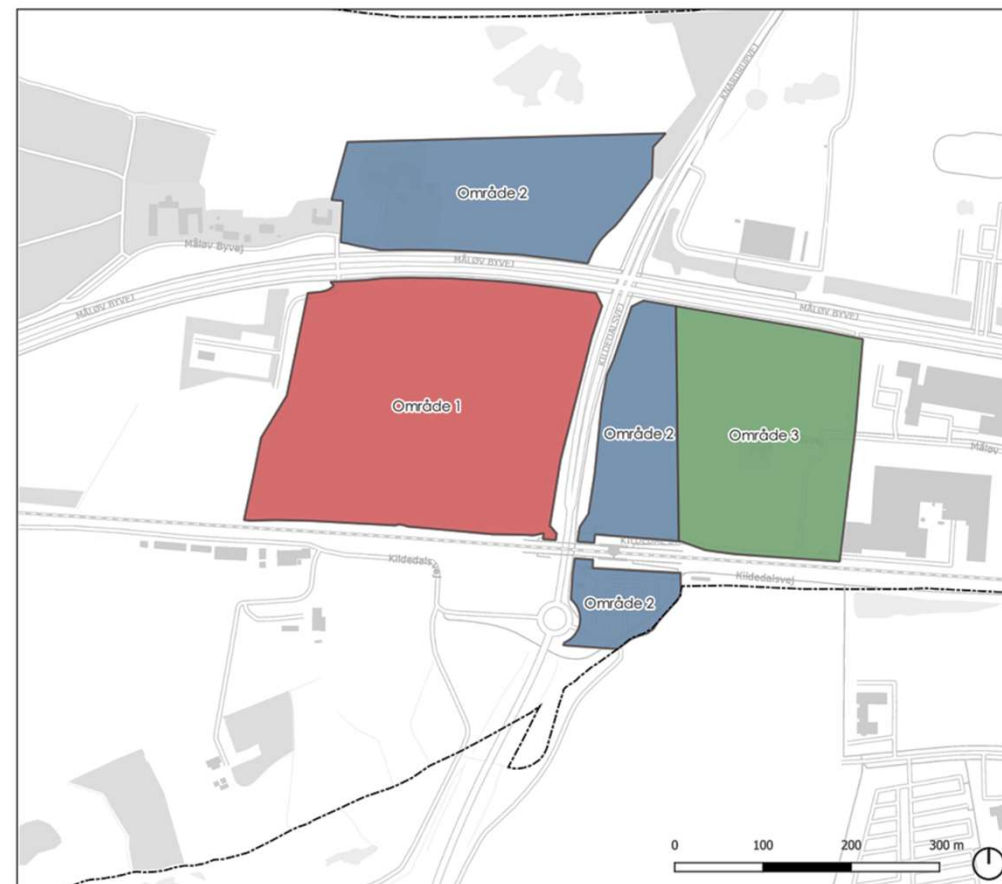 KNARDRUPVEJ
Område 2
Måløv Byvej
MÅLØV BYVEJ
MÅLØV BYVEJ
MÅLØV BYVEJ
KILDEDALSVEJ
Område 1
Område 2
Område 3
Måløv
Kildedalsvej
Kildedalsvej
Område 2
0 100 200 300 m